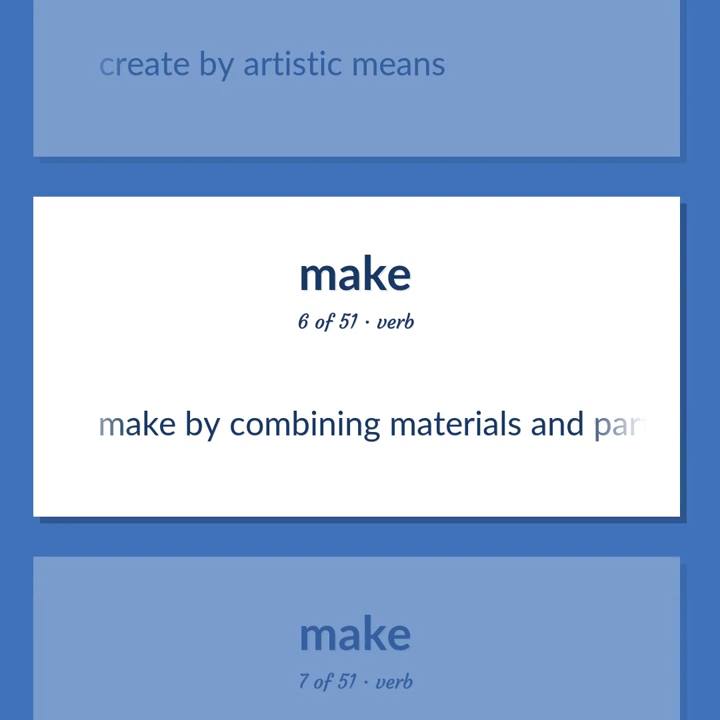 create by artistic means
make
6 of 51 · verb
make by combining materials and
make
7 of 51 · verb